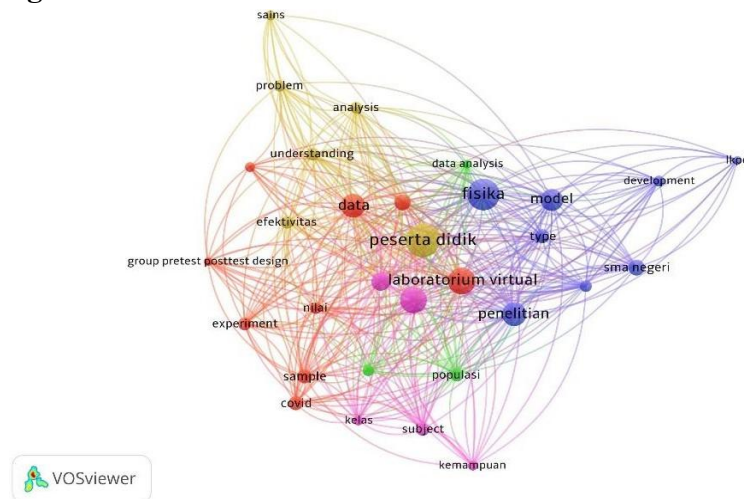 sains
problem
analysis
understanding
data analysis
lkpd
development
fisika
model
data
efektivitas
peserta didik
type
group pretest posttest design
sma negeri
laboratorium virtual
nilai
penelitian
experiment
sample
populasi
covid
kelas
subject
kemampuan
VOSviewer